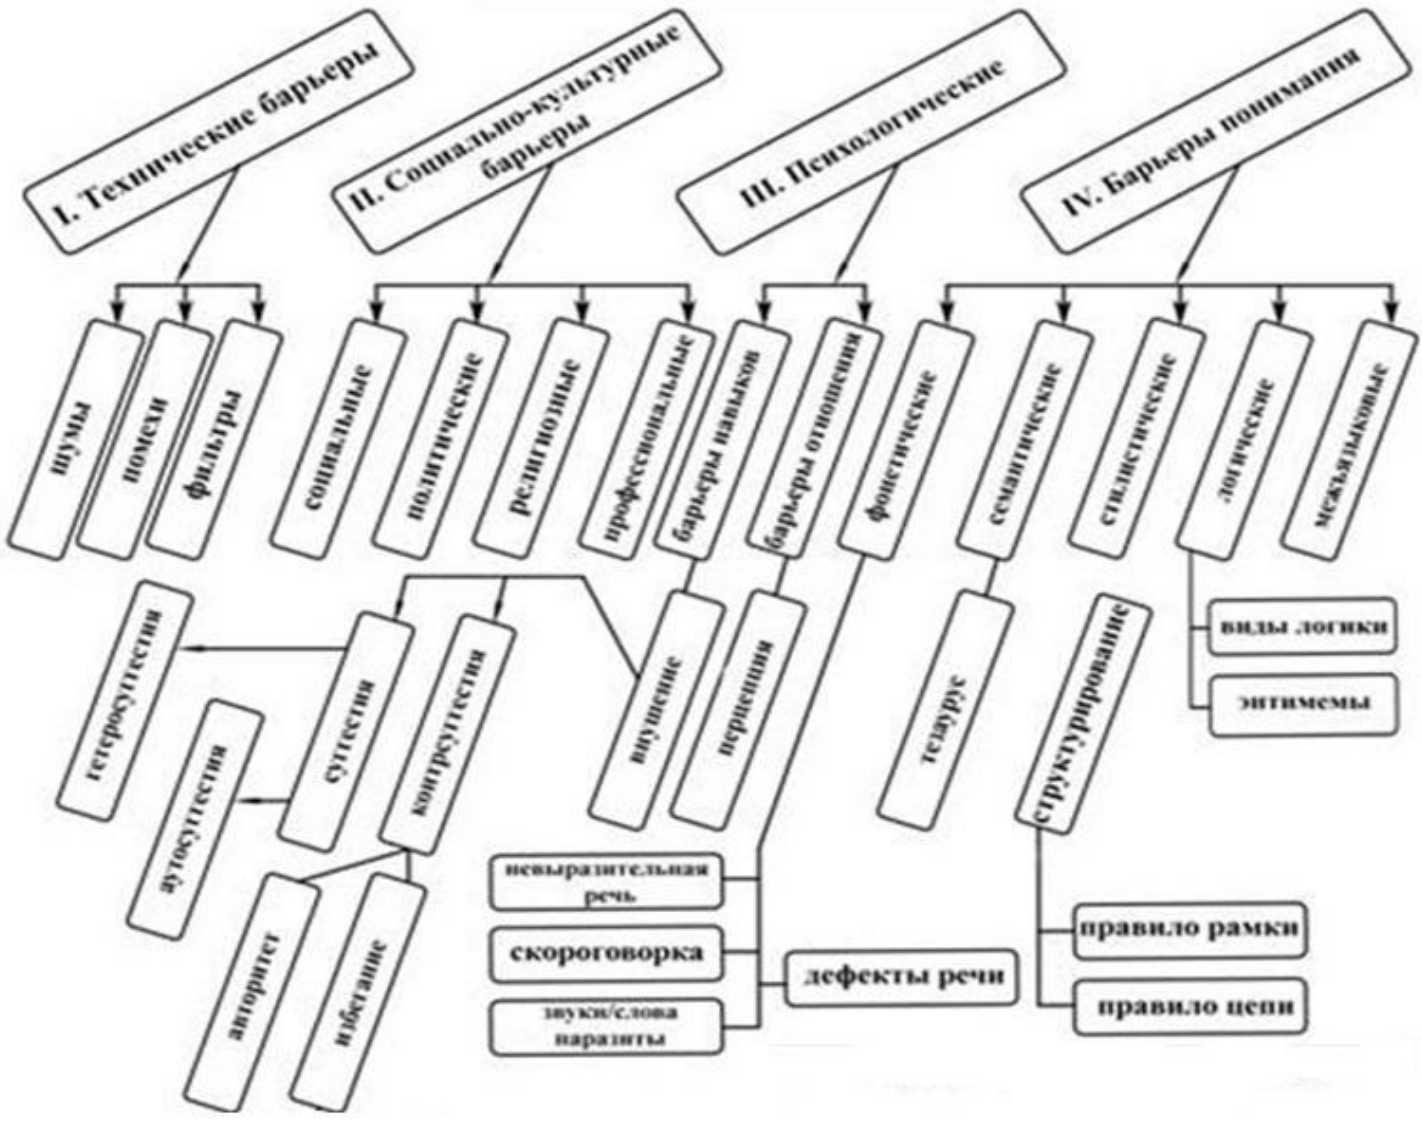 I. Технические барьеры
II. Социально-культурные
барьеры
III. Психологические
IV. Барьеры понимания
шумы
помехи
фильтры
социальные
политические
религиозные
профессиональные
барьеры навыков
барьеры отношения
фонетические
семантические
стилистические
логические
межъязыковые
гетеросуггестия
аутосуггестия
суггестия
контрсуггестия
внушение
перцепция
тезаурус
структурирование
виды логики
энтимемы
авторитет
избегание
невыразительная
речь
скороговорка
звуки/слова
паразиты
дефекты речи
правило рамки
правило цепи